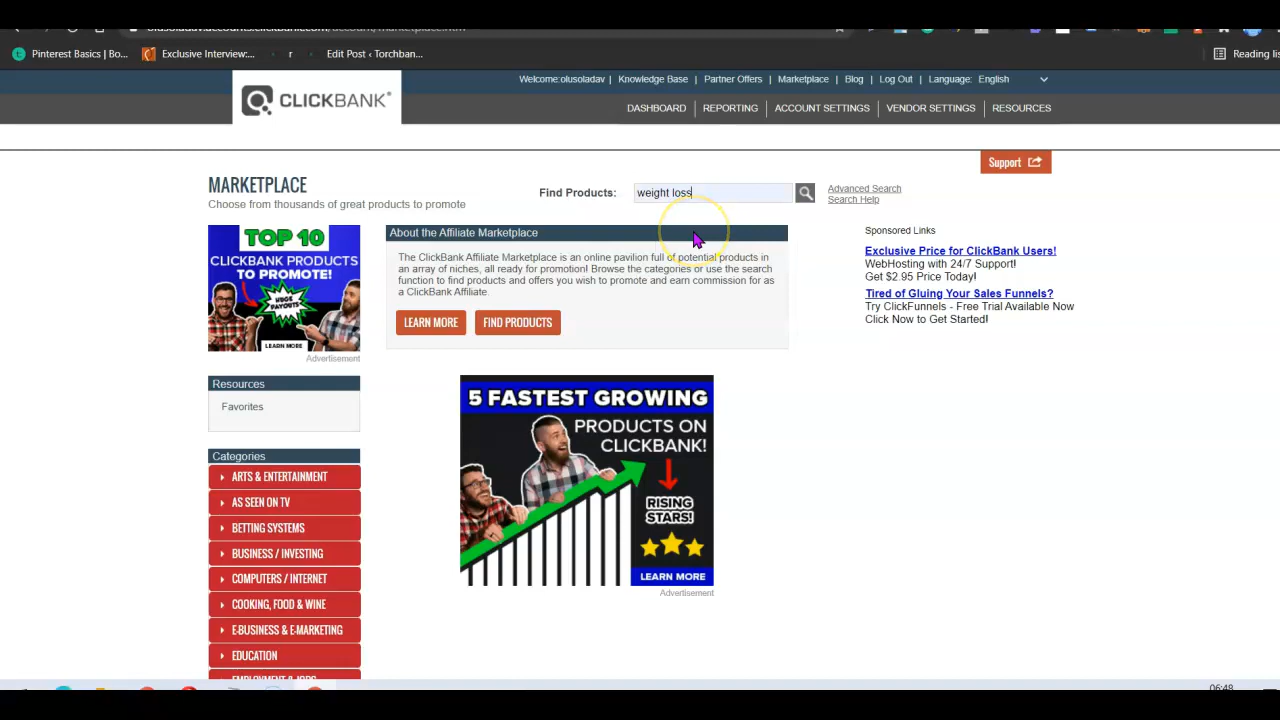 Pinterest Basics | Bo...
Exclusive Interview:...
r
Edit Post ‹ Torchban...
Reading lis
Welcome:olusoladav
Knowledge Base
Partner Offers
Marketplace
Blog
Log Out
Language: English
CLICKBANK®
DASHBOARD
REPORTING
ACCOUNT SETTINGS
VENDOR SETTINGS
RESOURCES
Support
MARKETPLACE
Choose from thousands of great products to promote
Find Products:
weight loss
Advanced Search
Search Help
TOP 10
CLICKBANK PRODUCTS
TO PROMOTE!
HUGE
PAYOUTS
LEARN MORE
Advertisement
About the Affiliate Marketplace
The ClickBank Affiliate Marketplace is an online pavilion full of potential products in
an array of niches, all ready for promotion! Browse the categories or use the search
function to find products and offers you wish to promote and earn commission for as
a ClickBank Affiliate.
LEARN MORE
FIND PRODUCTS
Sponsored Links
Exclusive Price for ClickBank Users!
WebHosting with 24/7 Support!
Get $2.95 Price Today!
Tired of Gluing Your Sales Funnels?
Try ClickFunnels - Free Trial Available Now
Click Now to Get Started!
Resources
Favorites
5 FASTEST GROWING
PRODUCTS ON
CLICKBANK!
RISING
STARS!
LEARN MORE
Advertisement
Categories
ARTS & ENTERTAINMENT
AS SEEN ON TV
BETTING SYSTEMS
BUSINESS / INVESTING
COMPUTERS / INTERNET
COOKING, FOOD & WINE
E-BUSINESS & E-MARKETING
EDUCATION
EMPLOYMENT & JOBS
06:48